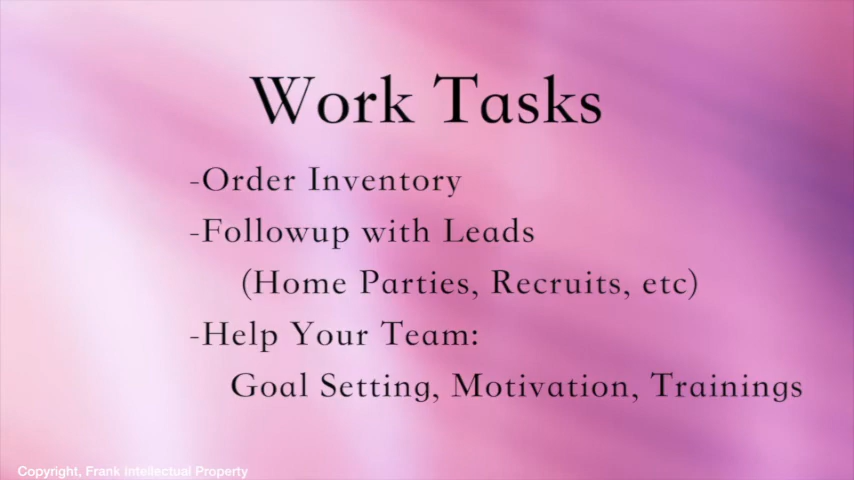 Work Tasks
-Order Inventory
-Followup with Leads
(Home Parties, Recruits, etc)
-Help Your Team:
Goal Setting, Motivation, Trainings
Copyright, Frank Intellectual Property